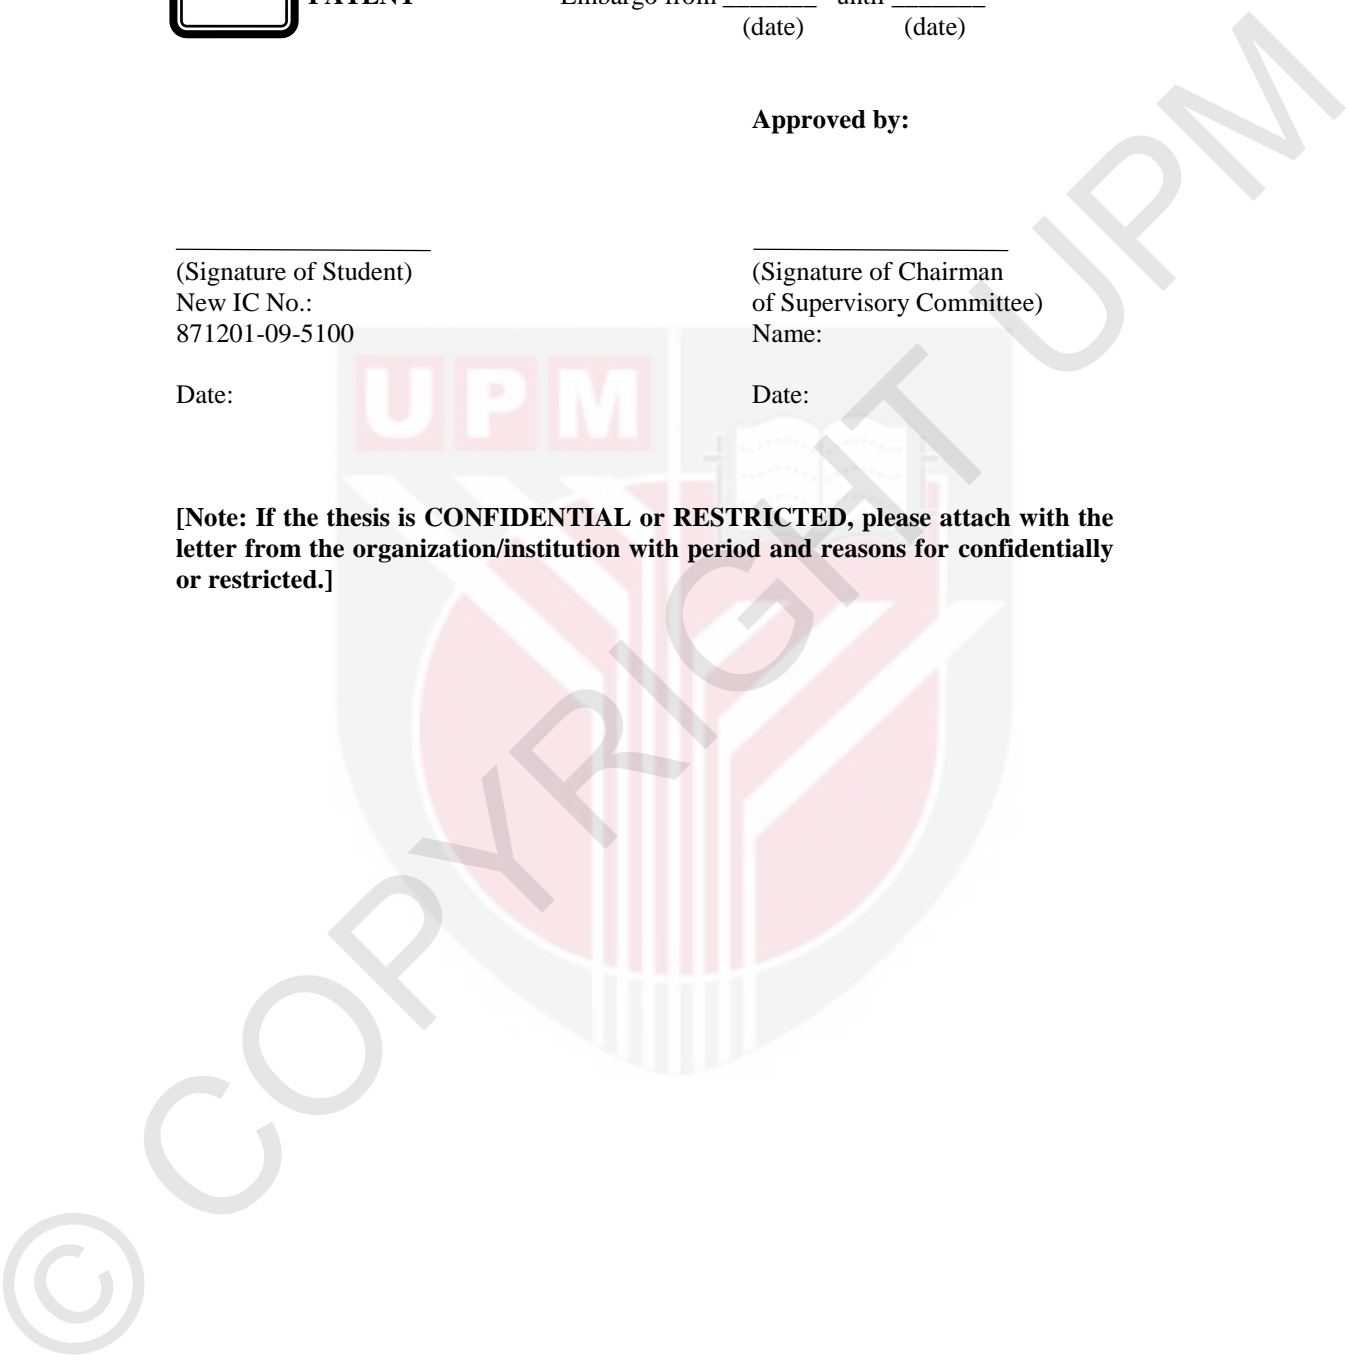 PATENT Embargo from _______ until _______
(date) (date)
Approved by:
(Signature of Student) (Signature of Chairman
New IC No.: of Supervisory Committee)
871201-09-5100 Name:
Date: Date:
UPM
[Note: If the thesis is CONFIDENTIAL or RESTRICTED, please attach with the
letter from the organization/institution with period and reasons for confidentially
or restricted.]
© COPYRIGHT UPM